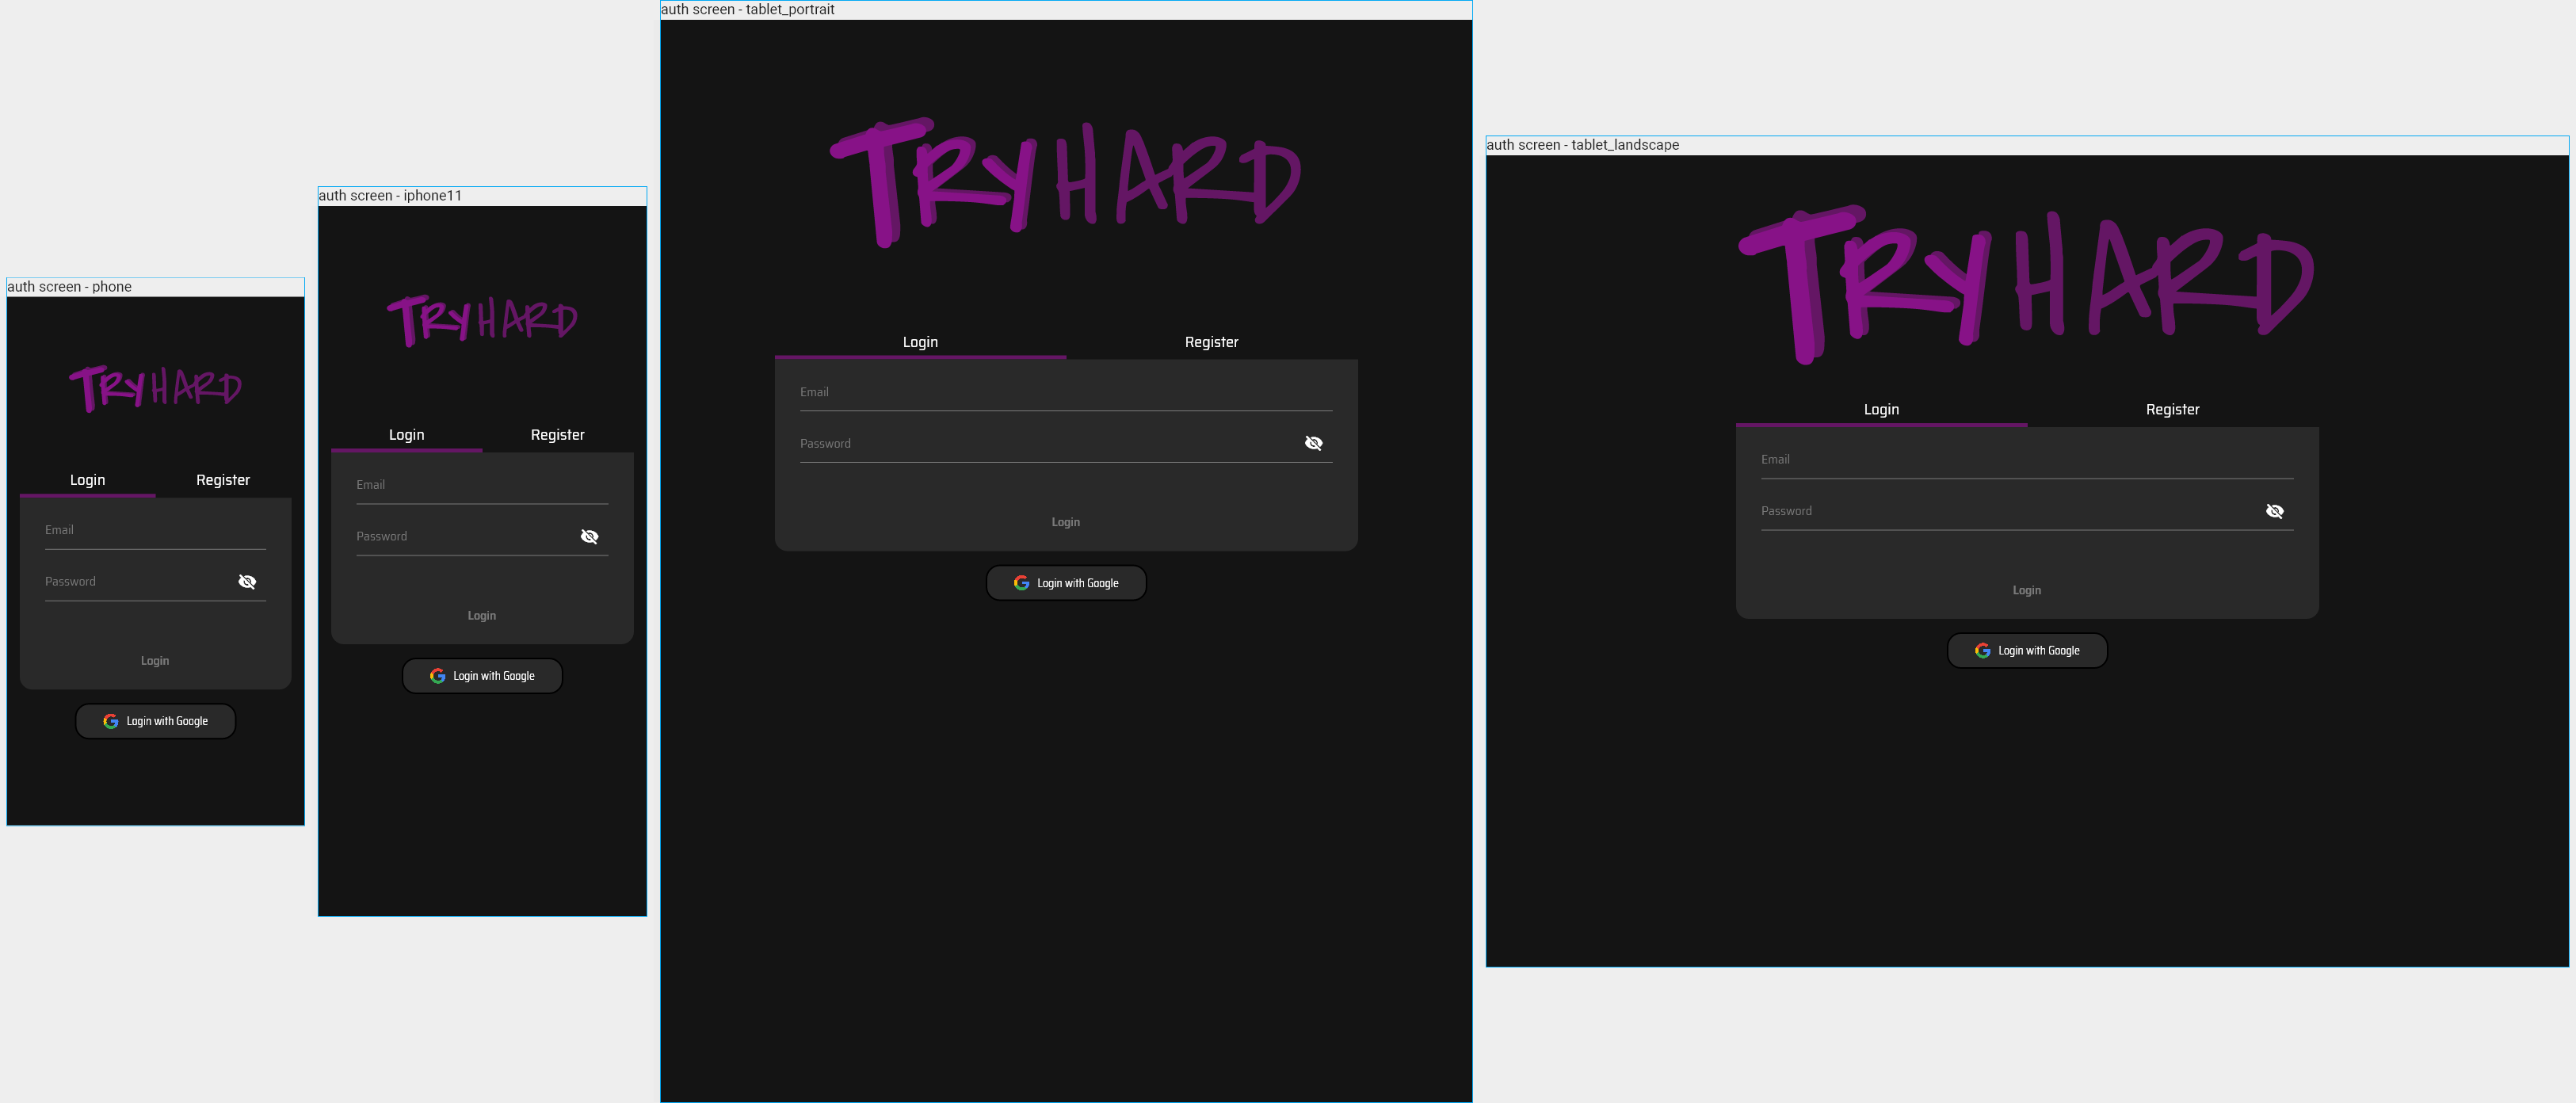 auth screen - phone
TRYHARD
Login Register
Email
Password
Login
Login with Google
auth screen - iphone11
TRYHARD
Login Register
Email
Password
Login
Login with Google
auth screen - tablet_portrait
TRYHARD
Login Register
Email
Password
Login
Login with Google
auth screen - tablet_landscape
TRYHARD
Login Register
Email
Password
Login
Login with Google